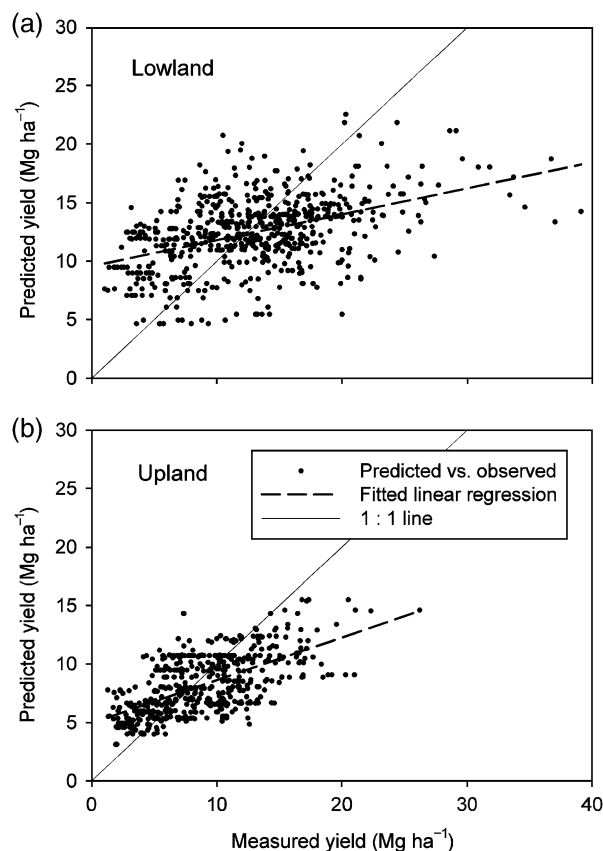 (a)
30
Lowland
25
20
15
10
5
0
Predicted yield (Mg ha⁻¹)
(b)
30
Upland
25
20
15
10
5
0
Predicted yield (Mg ha⁻¹)
Predicted vs. observed
Fitted linear regression
1 : 1 line
0 10 20 30 40
Measured yield (Mg ha⁻¹)